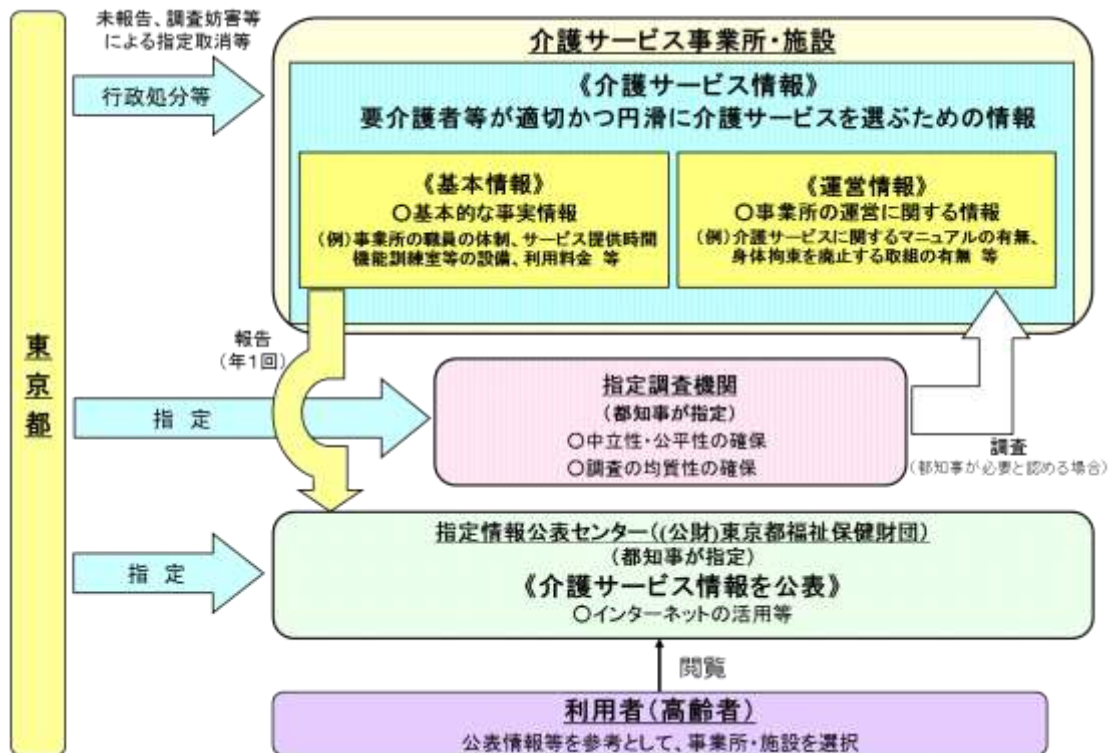 東京都
未報告、調査妨害等
による指定取消等
行政処分等
介護サービス事業所・施設
《介護サービス情報》
要介護者等が適切かつ円滑に介護サービスを選ぶための情報
《基本情報》
○基本的な事実情報
(例)事業所の職員の体制、サービス提供時間
機能訓練室等の設備、利用料金 等
《運営情報》
○事業所の運営に関する情報
(例)介護サービスに関するマニュアルの有無、
身体拘束を廃止する取組の有無 等
報告
(年1回)
指 定
指定調査機関
(都知事が指定)
○中立性・公平性の確保
○調査の均質性の確保
調査
(都知事が必要と認める場合)
指 定
指定情報公表センター((公財)東京都福祉保健財団)
(都知事が指定)
《介護サービス情報を公表》
○インターネットの活用等
閲覧
利用者(高齢者)
公表情報等を参考として、事業所・施設を選択